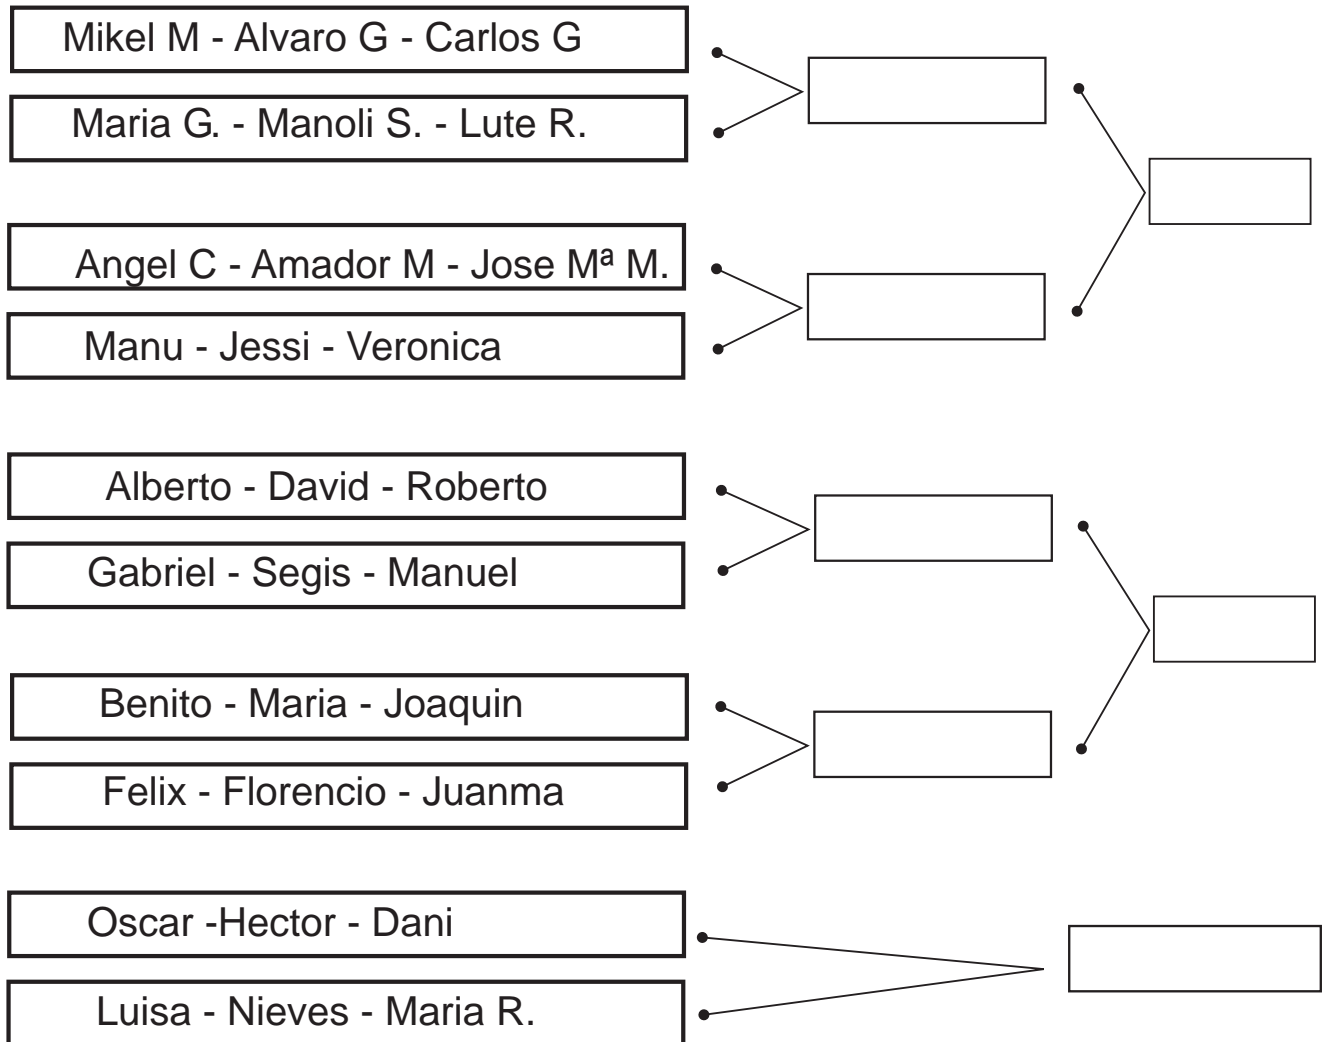 Mikel M - Alvaro G - Carlos G
Maria G. - Manoli S. - Lute R.
Angel C - Amador M - Jose Mª M.
Manu - Jessi - Veronica
Alberto - David - Roberto
Gabriel - Segis - Manuel
Benito - Maria - Joaquin
Felix - Florencio - Juanma
Oscar -Hector - Dani
Luisa - Nieves - Maria R.